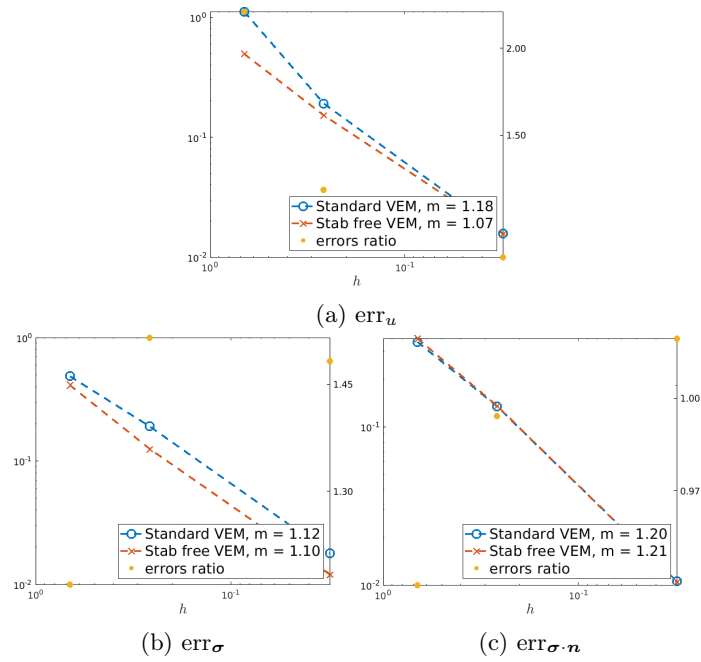 10^0
2.20
10^-1
1.50
Standard VEM, m = 1.18
Stab free VEM, m = 1.07
errors ratio
10^-2
10^0
10^-1
h
(a) err_u
10^0
1.45
10^-1
1.30
Standard VEM, m = 1.12
Stab free VEM, m = 1.10
errors ratio
10^-2
10^0
10^-1
h
(b) err_σ
1.00
10^-1
0.97
Standard VEM, m = 1.20
Stab free VEM, m = 1.21
errors ratio
10^-2
10^0
10^-1
h
(c) err_σ·n